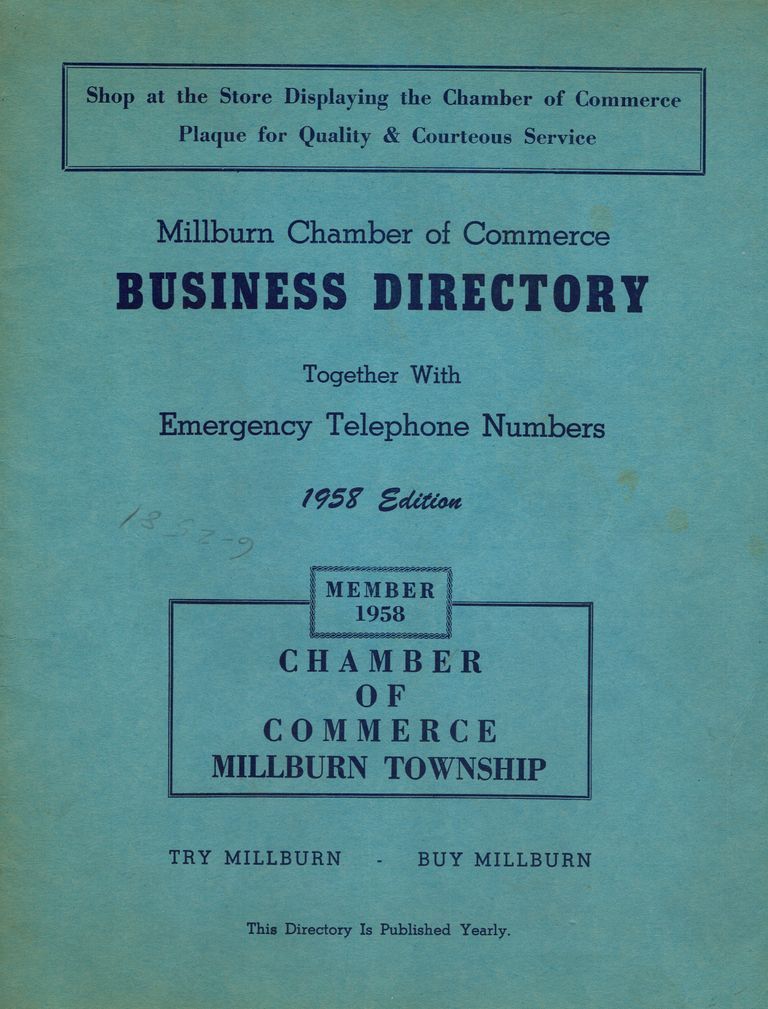 Shop at the Store Displaying the Chamber of Commerce
Plaque for Quality & Courteous Service
Millburn Chamber of Commerce
BUSINESS DIRECTORY
Together With
Emergency Telephone Numbers
1958 Edition
MEMBER
1958
CHAMBER
OF
COMMERCE
MILLBURN TOWNSHIP
TRY MILLBURN - BUY MILLBURN
This Directory Is Published Yearly.